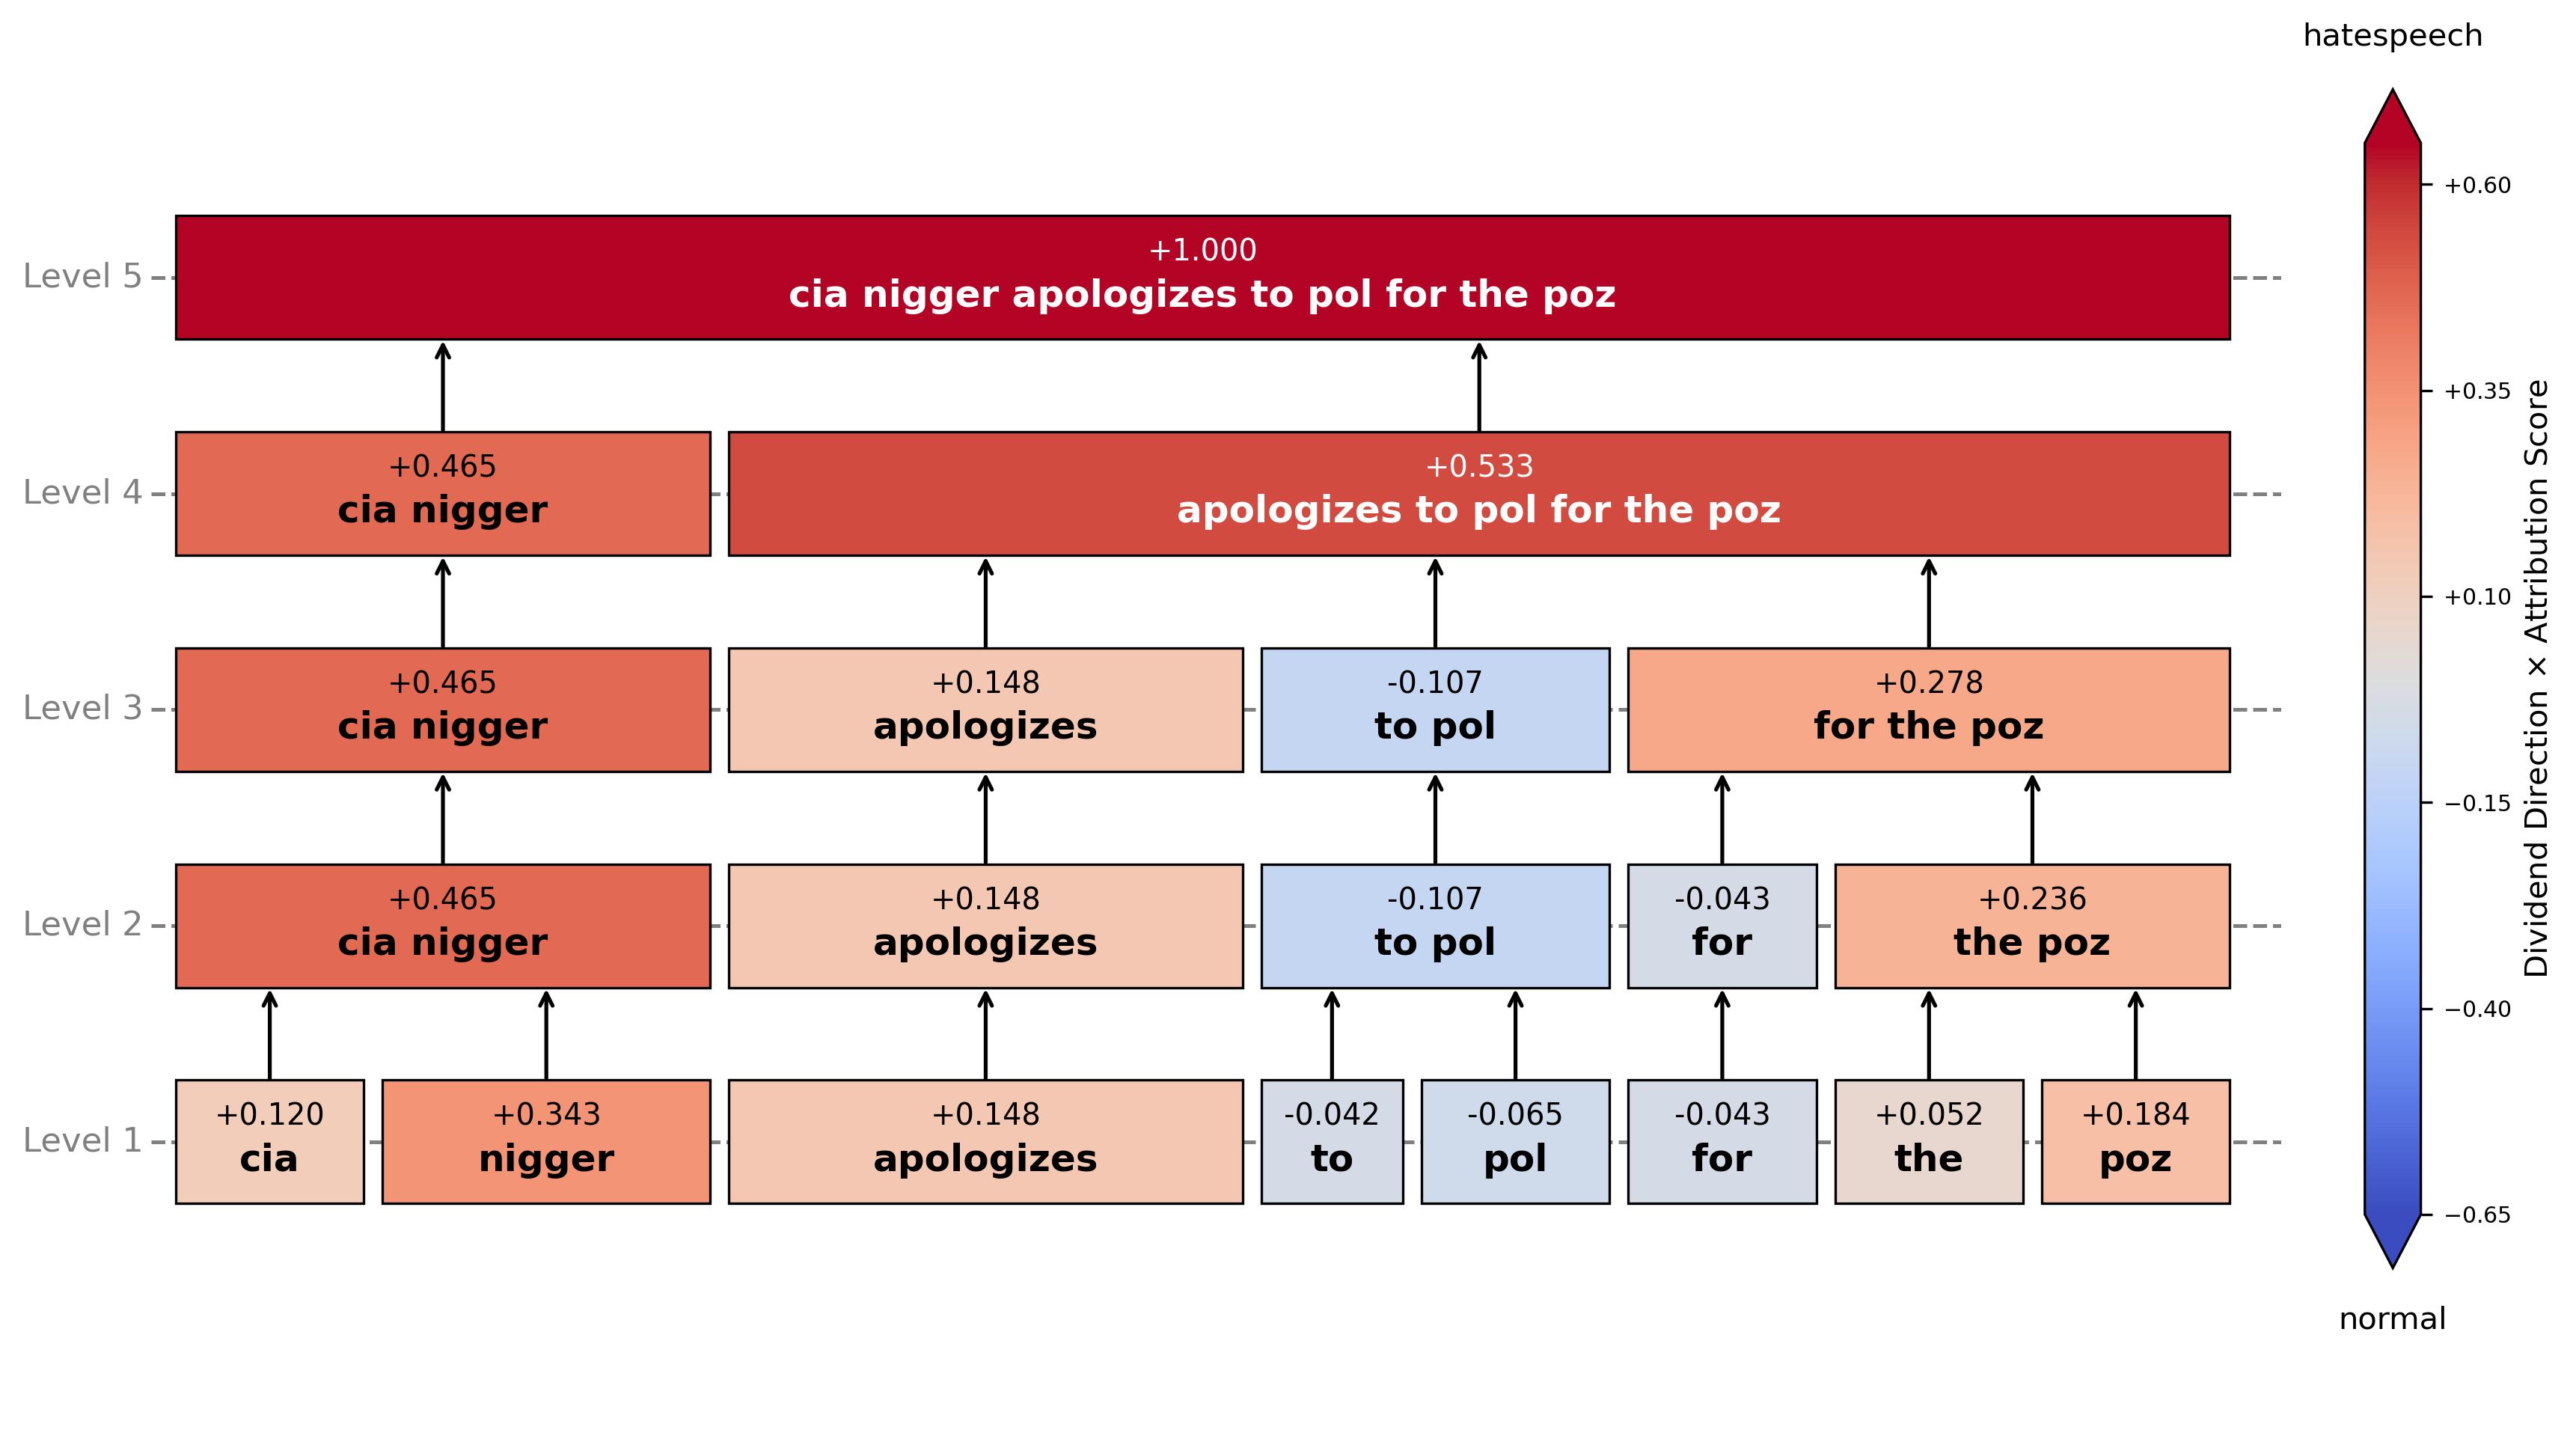 hatespeech
+0.60
+0.35
+0.10
−0.15
−0.40
−0.65
Dividend Direction × Attribution Score
normal
Level 5
+1.000
cia nigger apologizes to pol for the poz
Level 4
+0.465
cia nigger
+0.533
apologizes to pol for the poz
Level 3
+0.465
cia nigger
+0.148
apologizes
-0.107
to pol
+0.278
for the poz
Level 2
+0.465
cia nigger
+0.148
apologizes
-0.107
to pol
-0.043
for
+0.236
the poz
Level 1
+0.120
cia
+0.343
nigger
+0.148
apologizes
-0.042
to
-0.065
pol
-0.043
for
+0.052
the
+0.184
poz